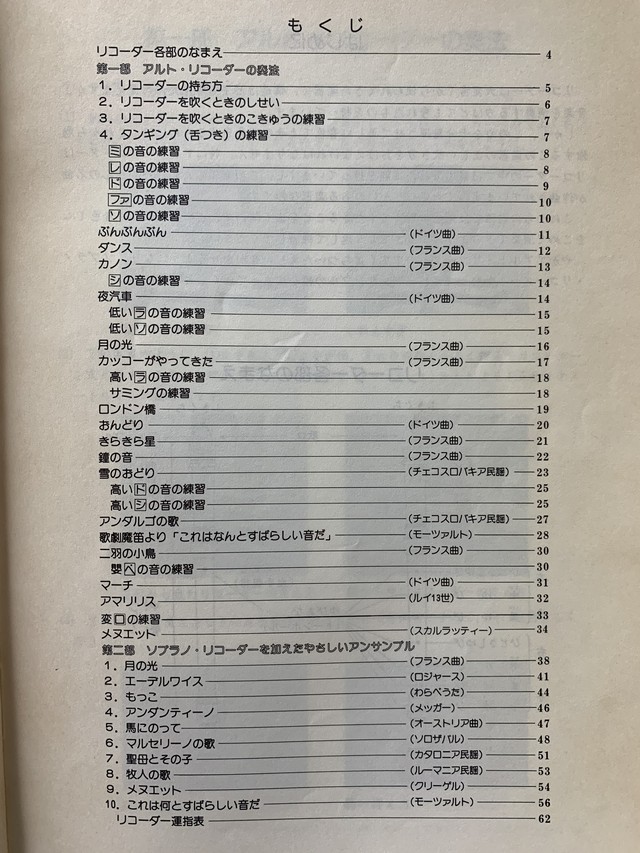 もくじ
リコーダー各部のなまえ 4
第一部 アルト・リコーダーの奏法
1. リコーダーの持ち方 5
2. リコーダーを吹くときのしせい 6
3. リコーダーを吹くときのこきゅうの練習 7
4. タンギング(舌つき)の練習 7
ミの音の練習 8
レの音の練習 8
ドの音の練習 9
ファの音の練習 10
ソの音の練習 10
ぶんぶんぶん (ドイツ曲) 11
ダンス (フランス曲) 12
カノン (フランス曲) 13
シの音の練習 14
夜汽車 (ドイツ曲) 14
低いラの音の練習 15
低いソの音の練習 15
月の光 (フランス曲) 16
カッコーがやってきた (フランス曲) 17
高いラの音の練習 18
サミングの練習 18
ロンドン橋 19
おんどり (ドイツ曲) 20
きらきら星 (フランス曲) 21
鐘の音 (フランス曲) 22
雪のおどり (チェコスロバキア民謡) 23
高いドの音の練習 25
高いシの音の練習 25
アンダルゴの歌 (チェコスロバキア民謡) 27
歌劇魔笛より「これはなんとすばらしい音だ」 (モーツァルト) 28
二羽の小鳥 (フランス曲) 30
嬰への音の練習 30
マーチ (ドイツ曲) 31
アマリリス (ルイ13世) 32
変ロの練習 33
メヌエット (スカルラッティー) 34
第二部 ソプラノ・リコーダーを加えたやさしいアンサンブル
1. 月の光 (フランス曲) 38
2. エーデルワイス (ロジャース) 41
3. もっこ (わらべうた) 44
4. アンダンティーノ (メッガー) 46
5. 馬にのって (オーストリア曲) 47
6. マルセリーノの歌 (ソロザバル) 48
7. 聖母とその子 (カタロニア民謡) 51
8. 牧人の歌 (ルーマニア民謡) 53
9. メヌエット (クリーゲル) 54
10. これは何とすばらしい音だ (モーツァルト) 56
リコーダー運指表 62